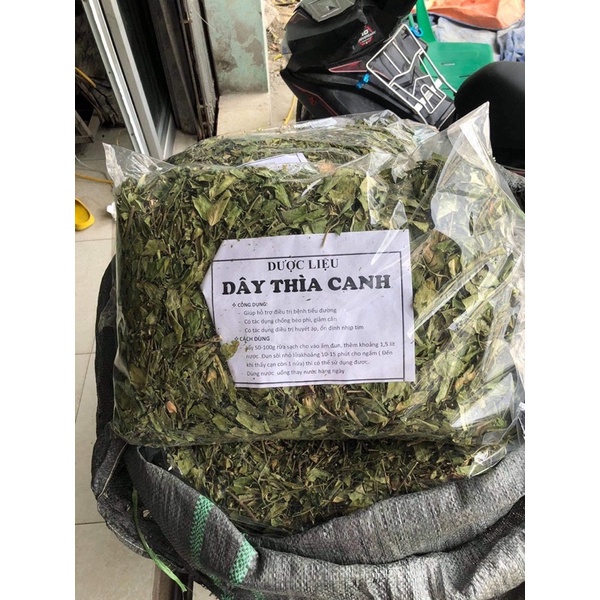 DƯỢC LIỆU
DÂY THÌA CANH
❖ CÔNG DỤNG:
- Giúp hỗ trợ điều trị bệnh tiểu đường
- Có tác dụng chống béo phì, giảm cân
- Có tác dụng điều trị huyết áp, ổn định nhịp tim
❖ CÁCH DÙNG
50-100g rửa sạch cho vào ấm đun, thêm khoảng 1,5 lít
nước. Đun sôi nhỏ lửa khoảng 10-15 phút cho ngấm ( Đến
khi thấy cạn còn 1 nửa) thì có thể sử dụng được.
- Dùng nước uống thay nước hàng ngày